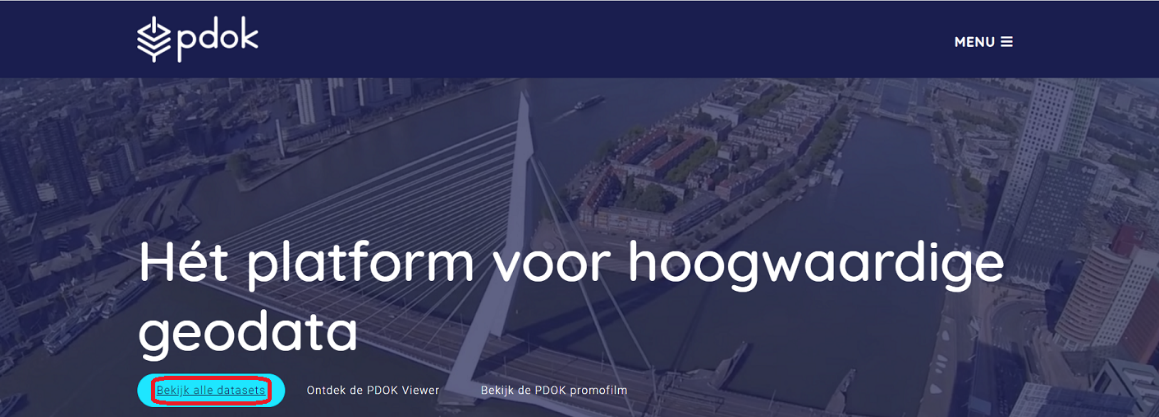 pdok
MENU ☰
Hét platform voor hoogwaardige
geodata
Bekijk alle datasets
Ontdek de PDOK Viewer
Bekijk de PDOK promofilm